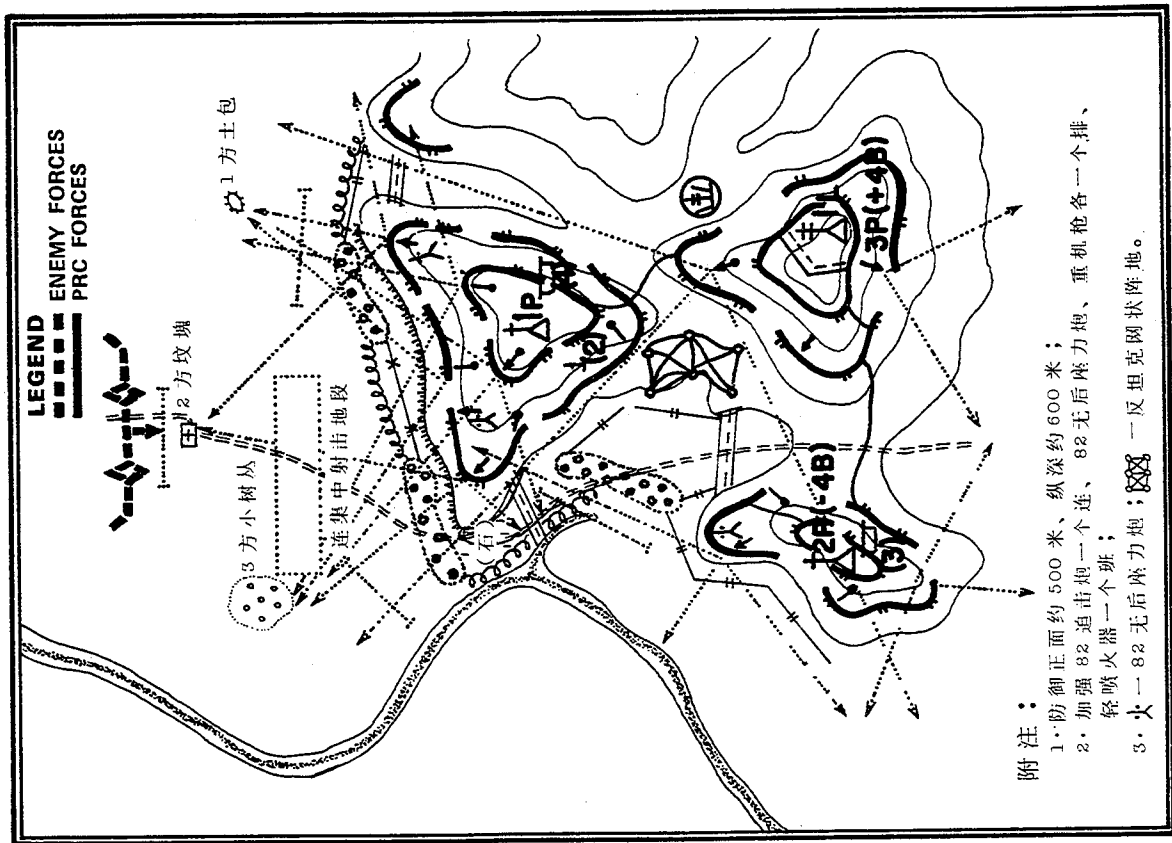 LEGEND
ENEMY FORCES
PRC FORCES
1方土包
2方坟块
3方小树丛
连集中射击地段
石
1P
(2)
3P(+4B)
(-4B)
(3)
附注：
1.防御正面约500米、纵深约600米；
2.加强82迫击炮一个连、82无后座力炮、重机枪各一个排、
轻喷火器一个班；
3. 一82无后座力炮； 一反坦克网状阵地。